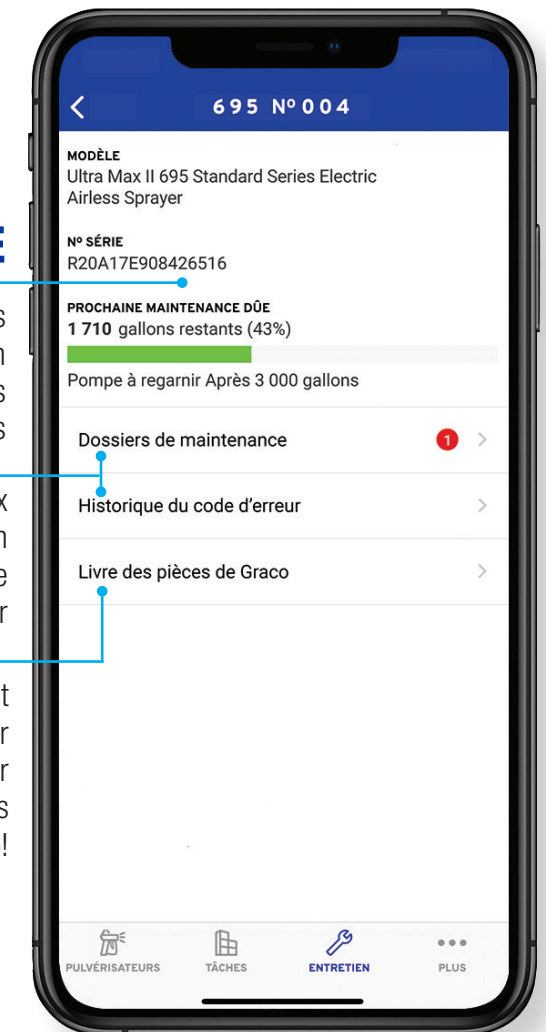 695 Nº 004
MODÈLE
Ultra Max II 695 Standard Series Electric
Airless Sprayer
Nº SÉRIE
R20A17E908426516
PROCHAINE MAINTENANCE DÛE
1 710 gallons restants (43%)
Pompe à regarnir Après 3 000 gallons
Dossiers de maintenance
1
Historique du code d'erreur
Livre des pièces de Graco
PULVÉRISATEURS
TÂCHES
ENTRETIEN
PLUS